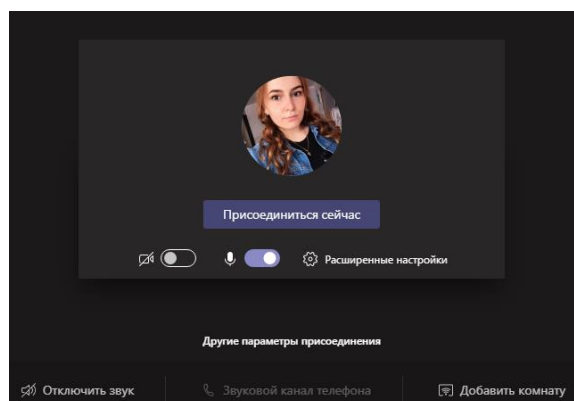 Присоединиться сейчас
Расширенные настройки
Другие параметры присоединения
Отключить звук
Звуковой канал телефона
Добавить комнату